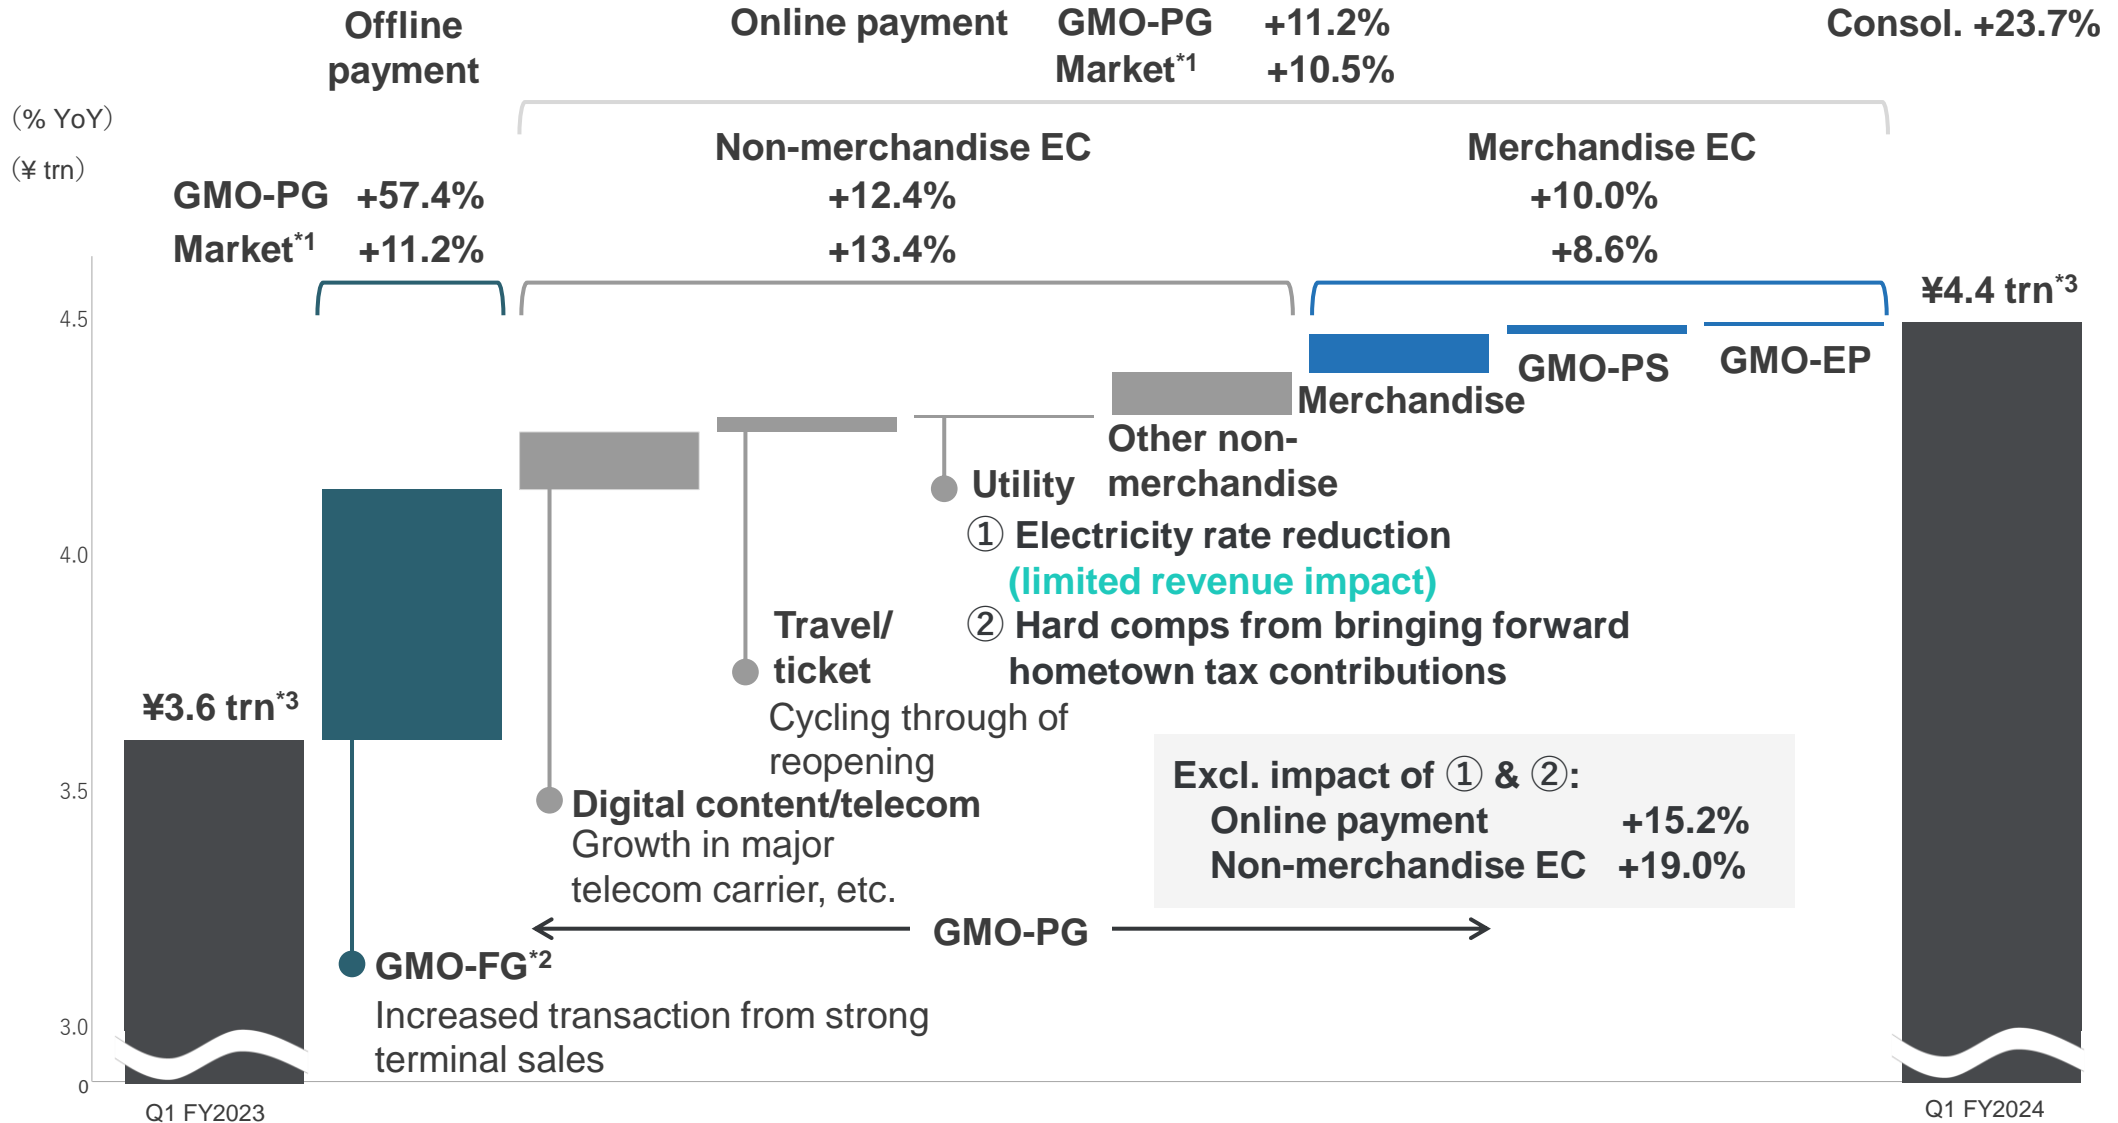 Offline
payment
Online payment GMO-PG +11.2%
Market*1 +10.5%
Consol. +23.7%
（% YoY）
（¥ trn）
Non-merchandise EC
Merchandise EC
GMO-PG +57.4% +12.4% +10.0%
Market*1 +11.2% +13.4% +8.6%
¥4.4 trn*3
4.5
GMO-PS
GMO-EP
Merchandise
Other non-
merchandise
Utility
① Electricity rate reduction
(limited revenue impact)
② Hard comps from bringing forward
hometown tax contributions
4.0
Travel/
ticket
Cycling through of
reopening
¥3.6 trn*3
3.5
Digital content/telecom
Growth in major
telecom carrier, etc.
Excl. impact of ① & ②:
Online payment +15.2%
Non-merchandise EC +19.0%
GMO-PG
GMO-FG*2
Increased transaction from strong
terminal sales
3.0
0
Q1 FY2023
Q1 FY2024